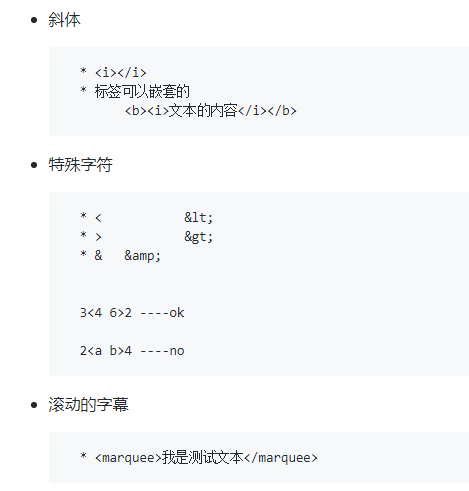 斜体
* <i></i>
* 标签可以嵌套的
<b><i>文本的内容</i></b>
特殊字符
* <           &lt;
* >           &gt;
* &   &amp;
3<4 6>2 ----ok
2<a b>4 ----no
滚动的字幕
* <marquee>我是测试文本</marquee>